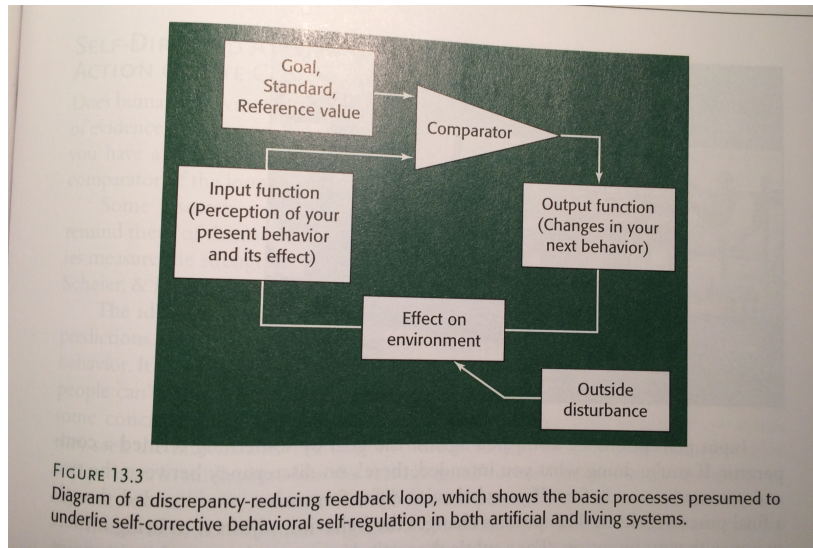 Goal,
Standard,
Reference value
Comparator
Input function
(Perception of your
present behavior
and its effect)
Output function
(Changes in your
next behavior)
Effect on
environment
Outside
disturbance
FIGURE 13.3
Diagram of a discrepancy-reducing feedback loop, which shows the basic processes presumed to
underlie self-corrective behavioral self-regulation in both artificial and living systems.